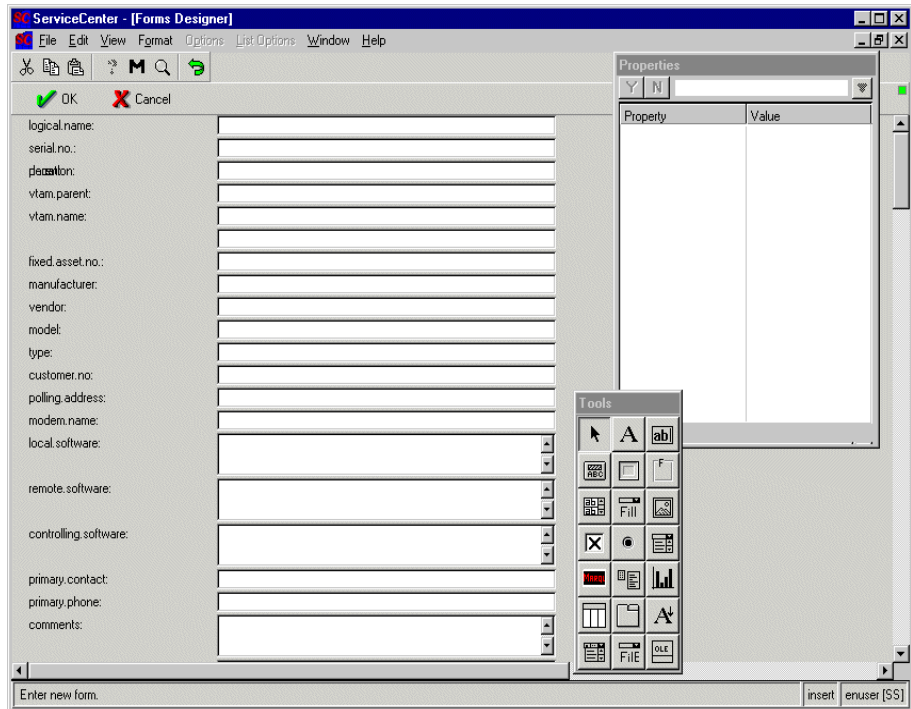 SC ServiceCenter - [Forms Designer]
SC File Edit View Format Options List Options Window Help
? M
OK Cancel
Properties
Y N
Property Value
logical.name:
serial.no.:
vtam.parent:
vtam.name:
fixed.asset.no.:
manufacturer:
vendor:
model:
type:
customer.no:
polling.address:
modem.name:
local.software:
remote.software:
controlling.software:
primary.contact:
primary.phone:
comments:
Tools
A ab
ABC F
Fill
A
FilE OLE
Enter new form. insert enuser [SS]